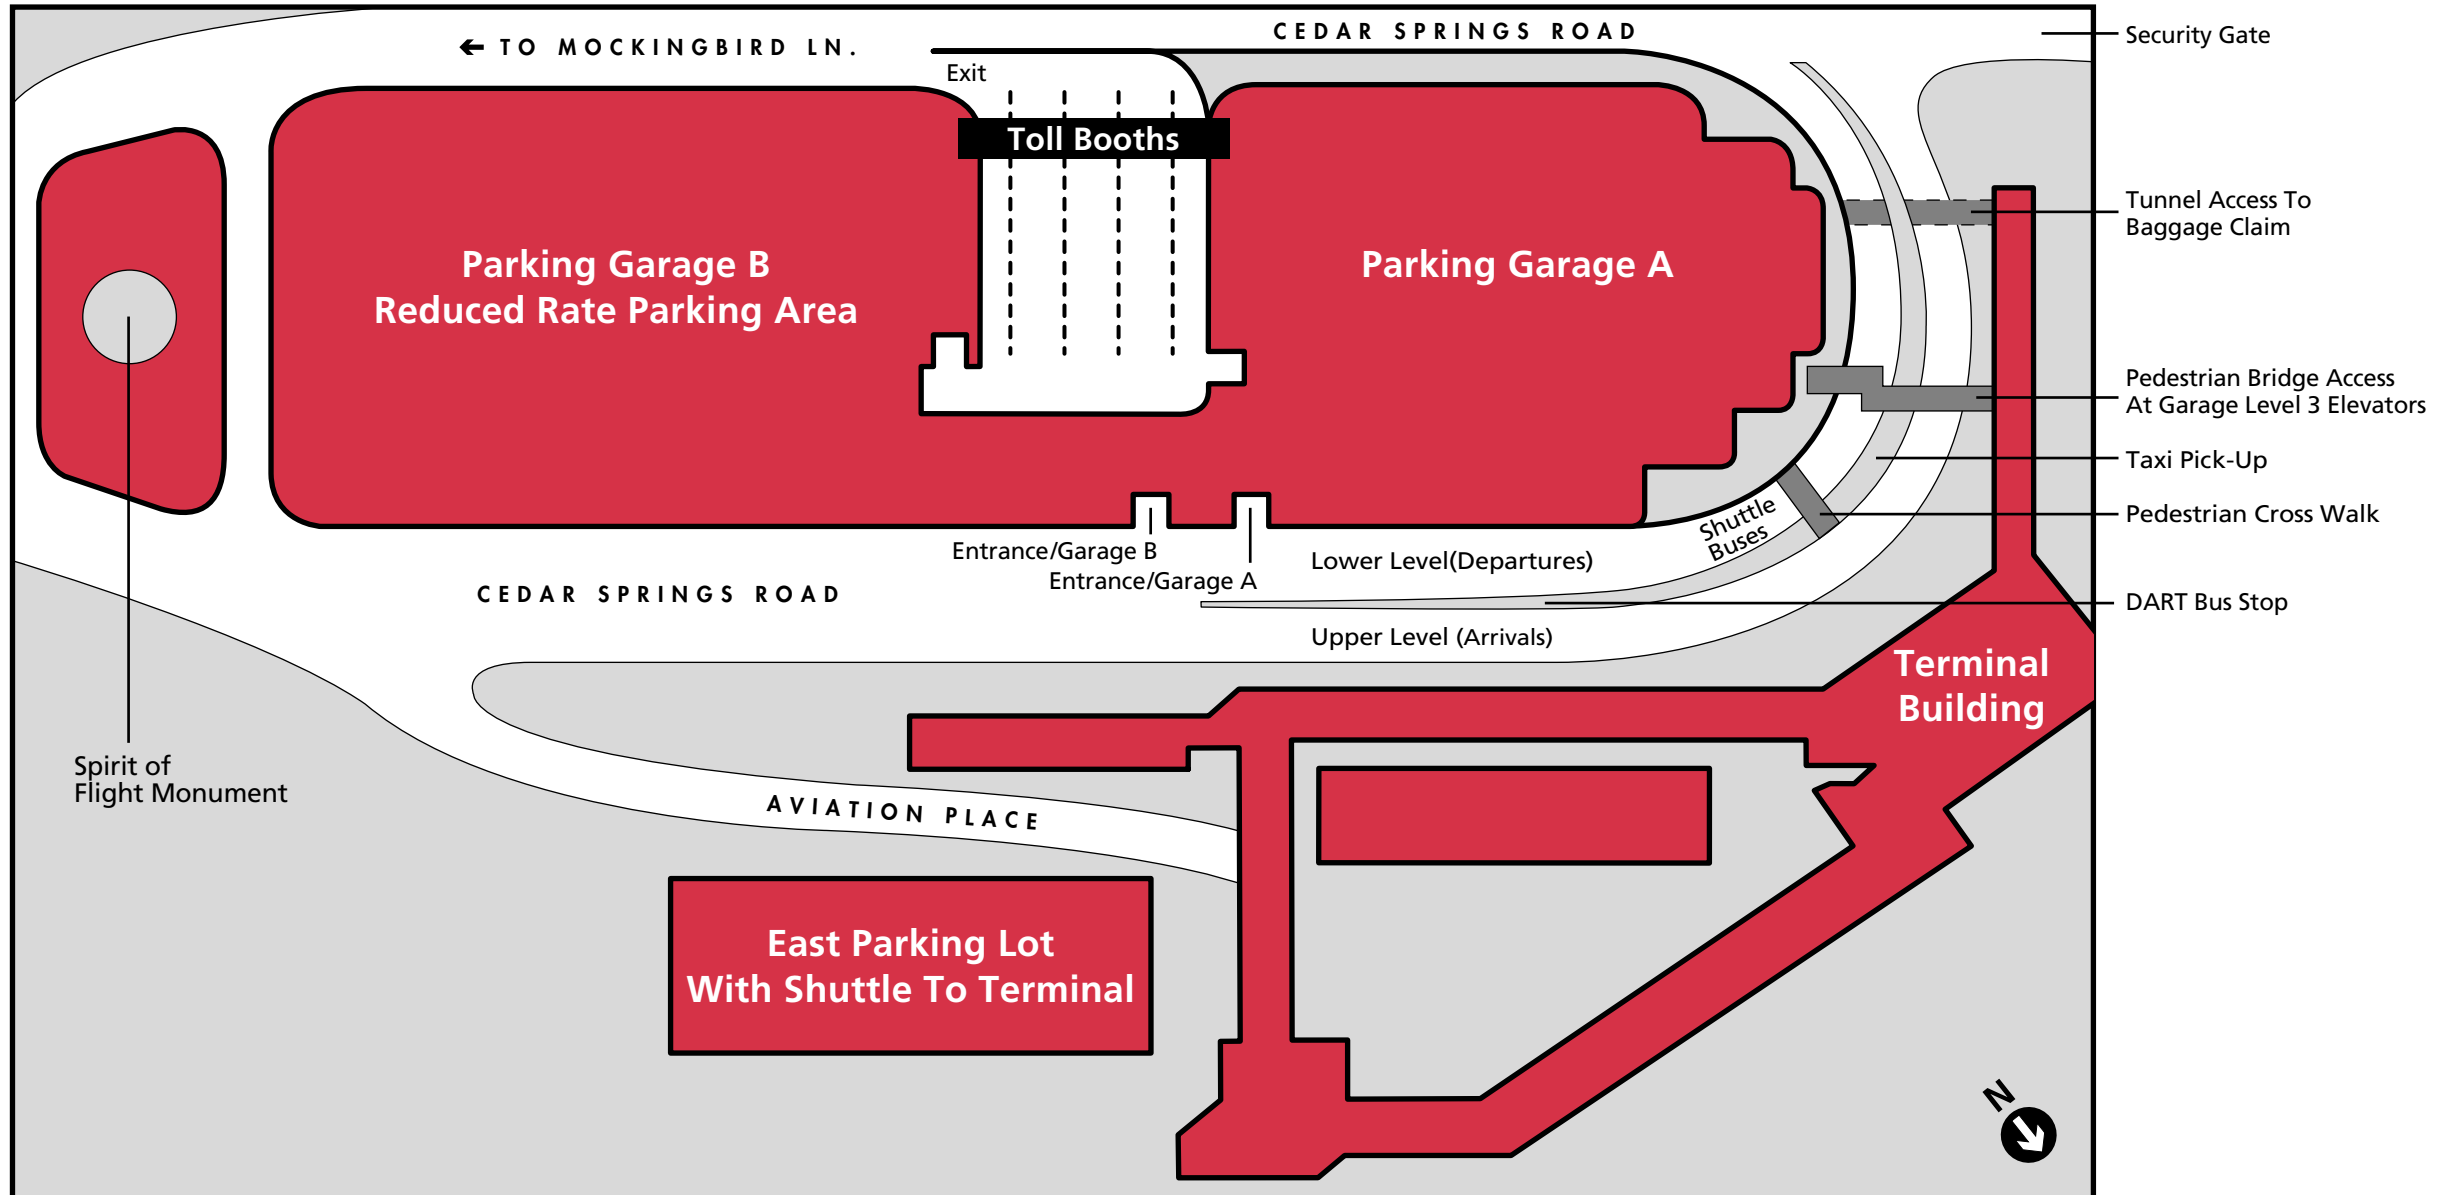 CEDAR SPRINGS ROAD
← TO MOCKINGBIRD LN.
Exit
Security Gate
Toll Booths
Tunnel Access To
Baggage Claim
Parking Garage B
Reduced Rate Parking Area
Parking Garage A
Pedestrian Bridge Access
At Garage Level 3 Elevators
Taxi Pick-Up
Pedestrian Cross Walk
Shuttle
Buses
Entrance/Garage B
Entrance/Garage A
Lower Level(Departures)
CEDAR SPRINGS ROAD
DART Bus Stop
Upper Level (Arrivals)
Terminal
Building
Spirit of
Flight Monument
AVIATION PLACE
East Parking Lot
With Shuttle To Terminal
N